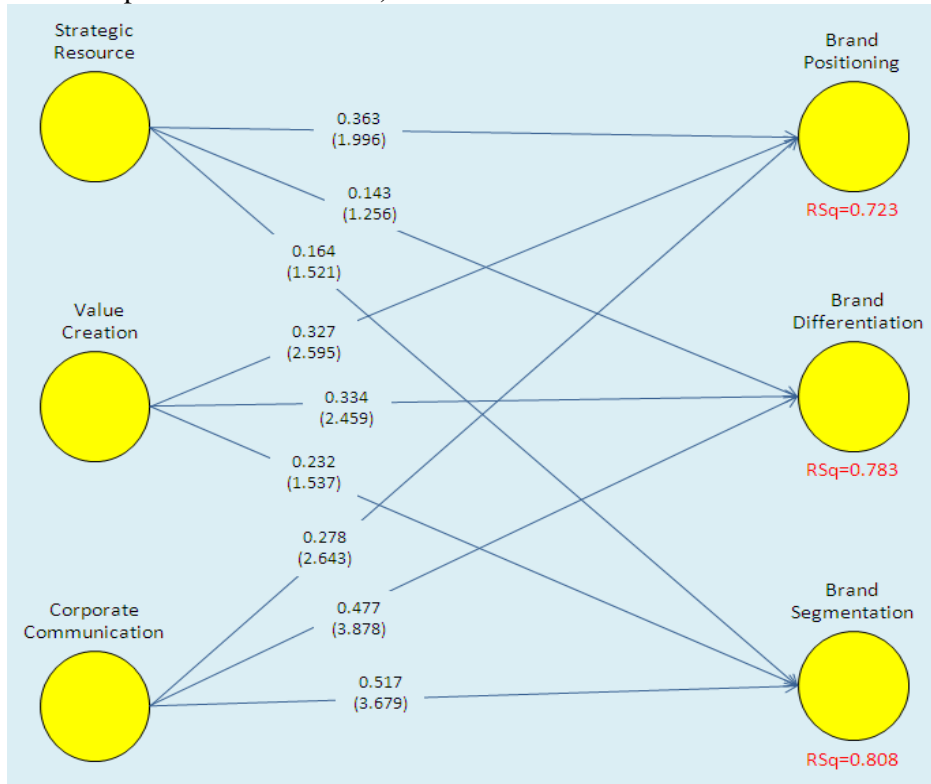 Strategic
Resource
Brand
Positioning
0.363
(1.996)
0.143
(1.256)
RSq=0.723
0.164
(1.521)
Value
Creation
Brand
Differentiation
0.327
(2.595)
0.334
(2.459)
0.232
(1.537)
RSq=0.783
0.278
(2.643)
Corporate
Communication
Brand
Segmentation
0.477
(3.878)
0.517
(3.679)
RSq=0.808